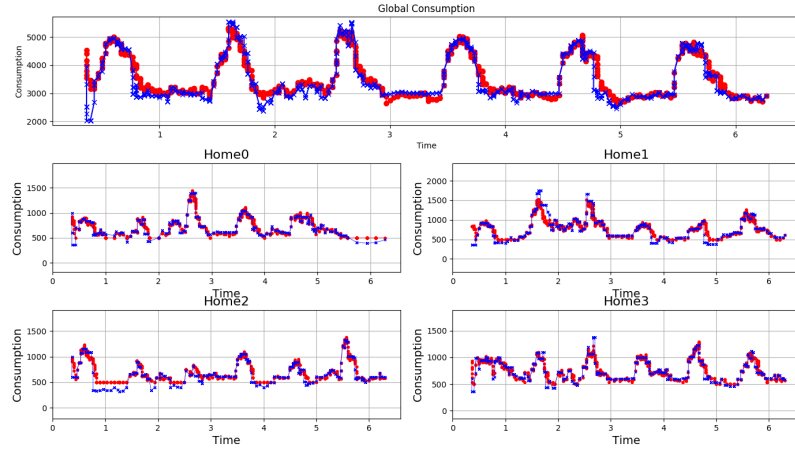 Global Consumption
Consumption
5000
4000
3000
2000
1 2 3 4 5 6
Time
Home0
Consumption
1500
1000
500
0
0 1 2 3 4 5 6
Time
Home1
Consumption
2000
1500
1000
500
0
0 1 2 3 4 5 6
Time
Home2
Consumption
1500
1000
500
0
0 1 2 3 4 5 6
Time
Home3
Consumption
1500
1000
500
0
0 1 2 3 4 5 6
Time